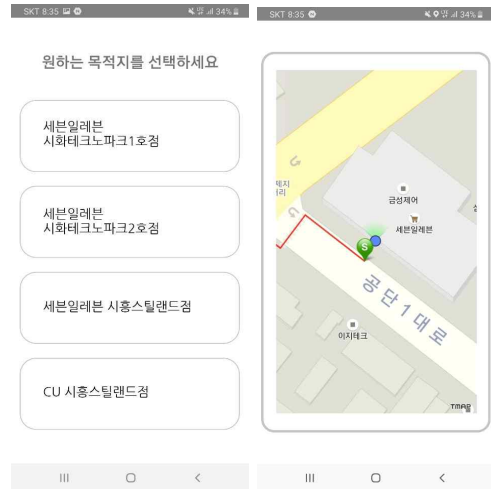 SKT 8:35
34%
원하는 목적지를 선택하세요
세븐일레븐
시화테크노파크1호점
세븐일레븐
시화테크노파크2호점
세븐일레븐 시흥스틸랜드점
CU 시흥스틸랜드점
SKT 8:35
34%
금성제어
세븐일레븐
S
공단1대로
이지테크
TMAP